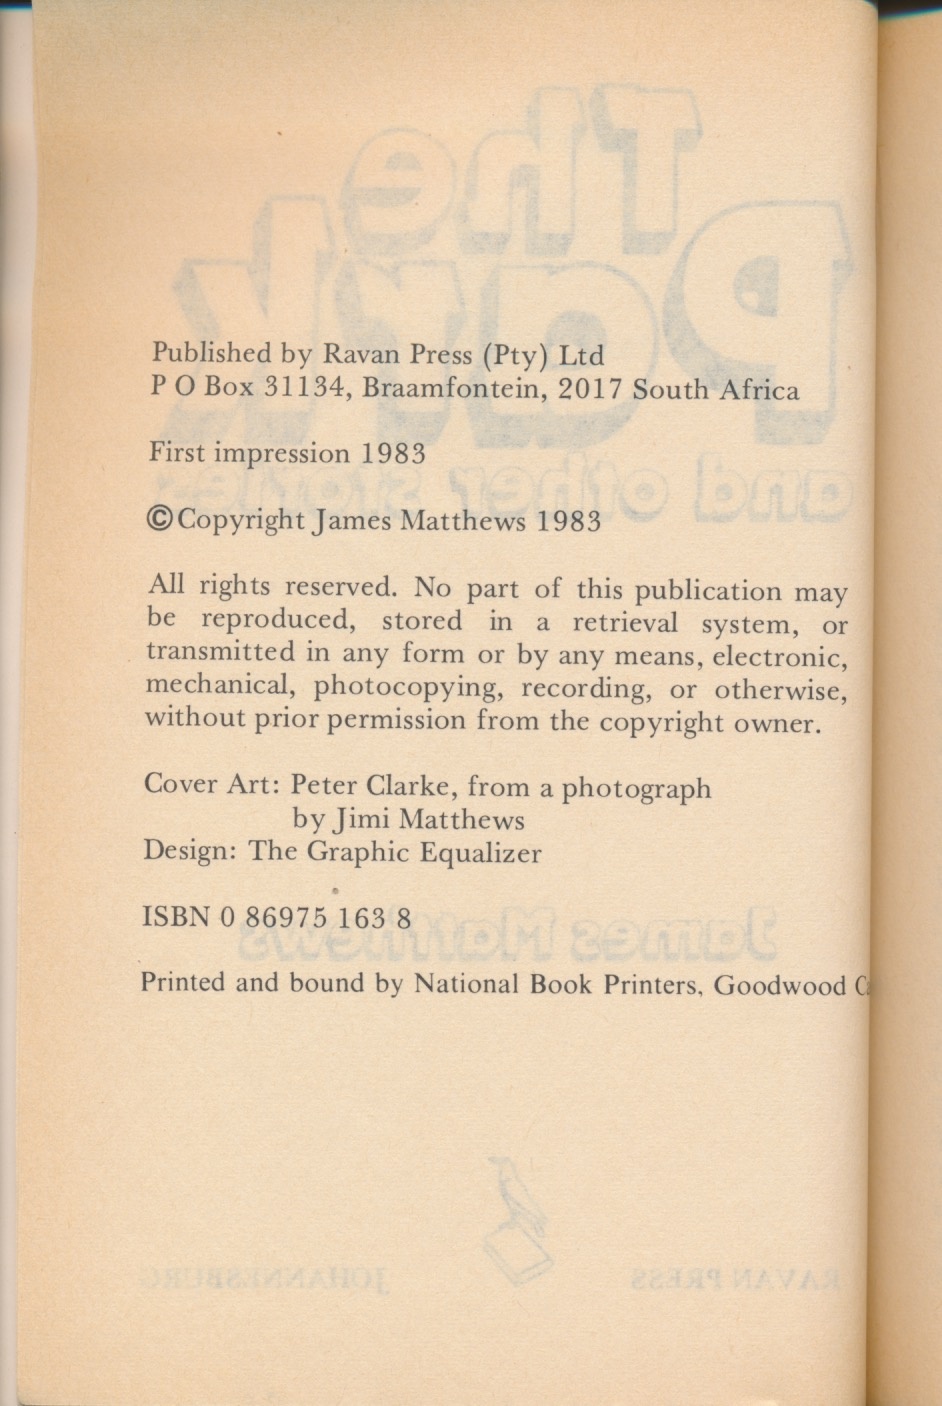 Published by Ravan Press (Pty) Ltd
P O Box 31134, Braamfontein, 2017 South Africa
First impression 1983
©Copyright James Matthews 1983
All rights reserved. No part of this publication may
be reproduced, stored in a retrieval system, or
transmitted in any form or by any means, electronic,
mechanical, photocopying, recording, or otherwise,
without prior permission from the copyright owner.
Cover Art: Peter Clarke, from a photograph
by Jimi Matthews
Design: The Graphic Equalizer
ISBN 0 86975 163 8
Printed and bound by National Book Printers, Goodwood